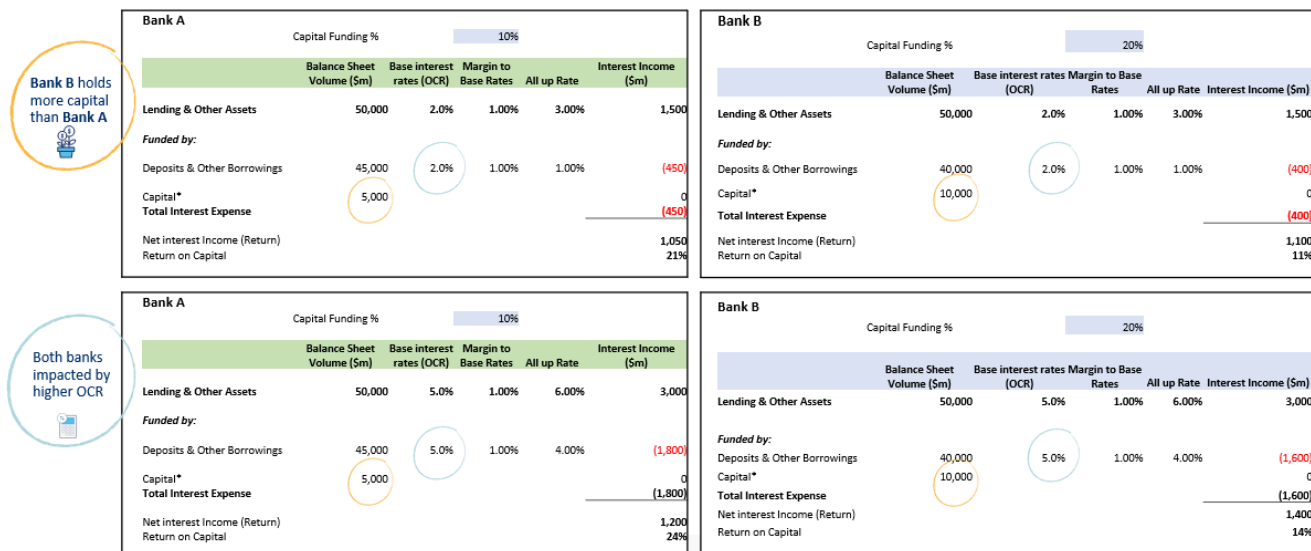 Bank B holds
more capital
than Bank A
Bank A
Capital Funding % 10%
Balance Sheet Base interest Margin to Interest Income
Volume ($m) rates (OCR) Base Rates All up Rate ($m)
Lending & Other Assets 50,000 2.0% 1.00% 3.00% 1,500
Funded by:
Deposits & Other Borrowings 45,000 2.0% 1.00% 1.00% (450)
Capital* 5,000 0
Total Interest Expense (450)
Net interest Income (Return) 1,050
Return on Capital 21%
Bank B
Capital Funding % 20%
Balance Sheet Base interest rates Margin to Base
Volume ($m) (OCR) Rates All up Rate Interest Income ($m)
Lending & Other Assets 50,000 2.0% 1.00% 3.00% 1,500
Funded by:
Deposits & Other Borrowings 40,000 2.0% 1.00% 1.00% (400)
Capital* 10,000 0
Total Interest Expense (400)
Net interest Income (Return) 1,100
Return on Capital 11%
Both banks
impacted by
higher OCR
Bank A
Capital Funding % 10%
Balance Sheet Base interest Margin to Interest Income
Volume ($m) rates (OCR) Base Rates All up Rate ($m)
Lending & Other Assets 50,000 5.0% 1.00% 6.00% 3,000
Funded by:
Deposits & Other Borrowings 45,000 5.0% 1.00% 4.00% (1,800)
Capital* 5,000 0
Total Interest Expense (1,800)
Net interest Income (Return) 1,200
Return on Capital 24%
Bank B
Capital Funding % 20%
Balance Sheet Base interest rates Margin to Base
Volume ($m) (OCR) Rates All up Rate Interest Income ($m)
Lending & Other Assets 50,000 5.0% 1.00% 6.00% 3,000
Funded by:
Deposits & Other Borrowings 40,000 5.0% 1.00% 4.00% (1,600)
Capital* 10,000 0
Total Interest Expense (1,600)
Net interest Income (Return) 1,400
Return on Capital 14%